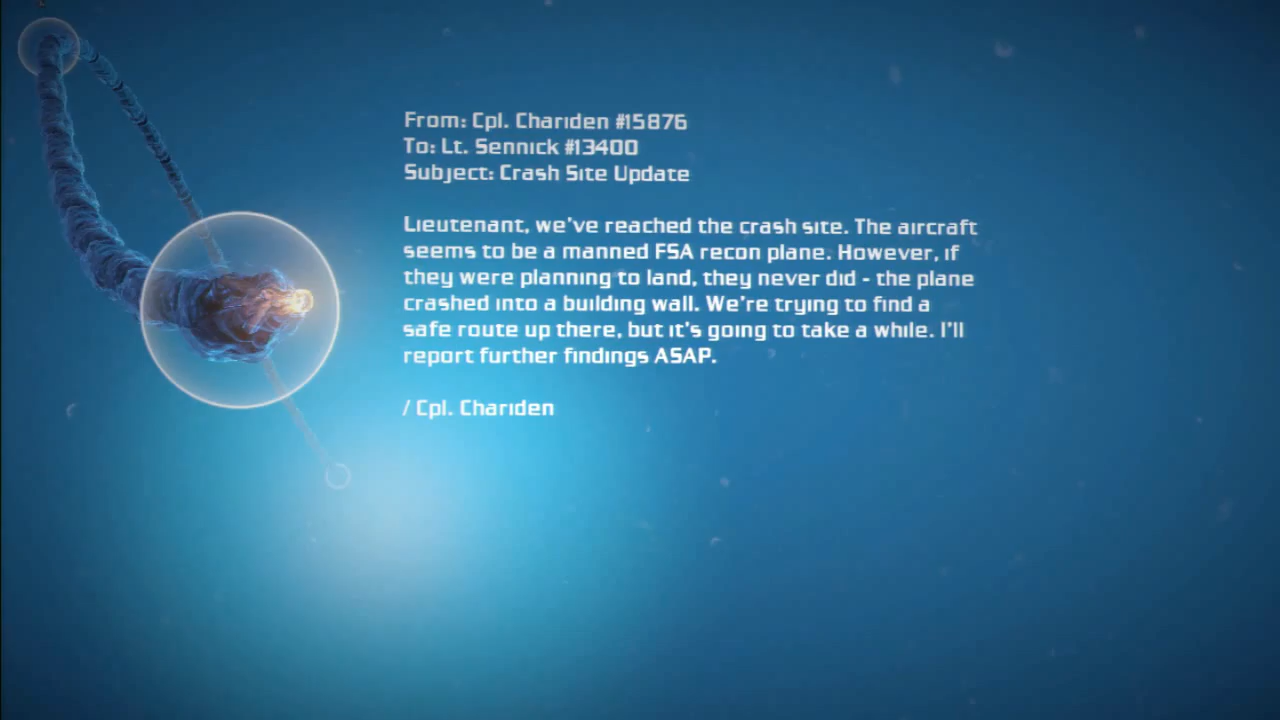 From: Cpl. Chariden #15876
To: Lt. Sennick #13400
Subject: Crash Site Update
Lieutenant, we've reached the crash site. The aircraft
seems to be a manned FSA recon plane. However, if
they were planning to land, they never did - the plane
crashed into a building wall. We're trying to find a
safe route up there, but it's going to take a while. I'll
report further findings ASAP.
/ Cpl. Chariden